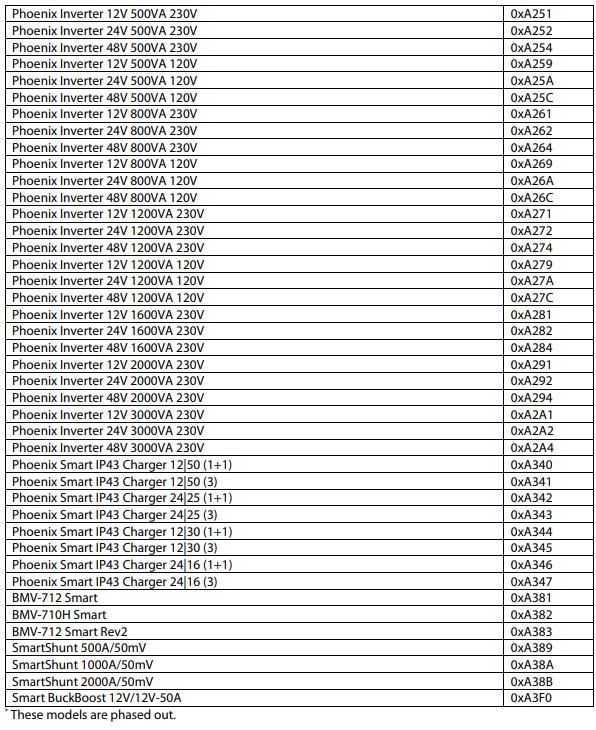 Phoenix Inverter 12V 500VA 230V 0xA251
Phoenix Inverter 24V 500VA 230V 0xA252
Phoenix Inverter 48V 500VA 230V 0xA254
Phoenix Inverter 12V 500VA 120V 0xA259
Phoenix Inverter 24V 500VA 120V 0xA25A
Phoenix Inverter 48V 500VA 120V 0xA25C
Phoenix Inverter 12V 800VA 230V 0xA261
Phoenix Inverter 24V 800VA 230V 0xA262
Phoenix Inverter 48V 800VA 230V 0xA264
Phoenix Inverter 12V 800VA 120V 0xA269
Phoenix Inverter 24V 800VA 120V 0xA26A
Phoenix Inverter 48V 800VA 120V 0xA26C
Phoenix Inverter 12V 1200VA 230V 0xA271
Phoenix Inverter 24V 1200VA 230V 0xA272
Phoenix Inverter 48V 1200VA 230V 0xA274
Phoenix Inverter 12V 1200VA 120V 0xA279
Phoenix Inverter 24V 1200VA 120V 0xA27A
Phoenix Inverter 48V 1200VA 120V 0xA27C
Phoenix Inverter 12V 1600VA 230V 0xA281
Phoenix Inverter 24V 1600VA 230V 0xA282
Phoenix Inverter 48V 1600VA 230V 0xA284
Phoenix Inverter 12V 2000VA 230V 0xA291
Phoenix Inverter 24V 2000VA 230V 0xA292
Phoenix Inverter 48V 2000VA 230V 0xA294
Phoenix Inverter 12V 3000VA 230V 0xA2A1
Phoenix Inverter 24V 3000VA 230V 0xA2A2
Phoenix Inverter 48V 3000VA 230V 0xA2A4
Phoenix Smart IP43 Charger 12|50 (1+1) 0xA340
Phoenix Smart IP43 Charger 12|50 (3) 0xA341
Phoenix Smart IP43 Charger 24|25 (1+1) 0xA342
Phoenix Smart IP43 Charger 24|25 (3) 0xA343
Phoenix Smart IP43 Charger 12|30 (1+1) 0xA344
Phoenix Smart IP43 Charger 12|30 (3) 0xA345
Phoenix Smart IP43 Charger 24|16 (1+1) 0xA346
Phoenix Smart IP43 Charger 24|16 (3) 0xA347
BMV-712 Smart 0xA381
BMV-710H Smart 0xA382
BMV-712 Smart Rev2 0xA383
SmartShunt 500A/50mV 0xA389
SmartShunt 1000A/50mV 0xA38A
SmartShunt 2000A/50mV 0xA38B
Smart BuckBoost 12V/12V-50A 0xA3F0
* These models are phased out.